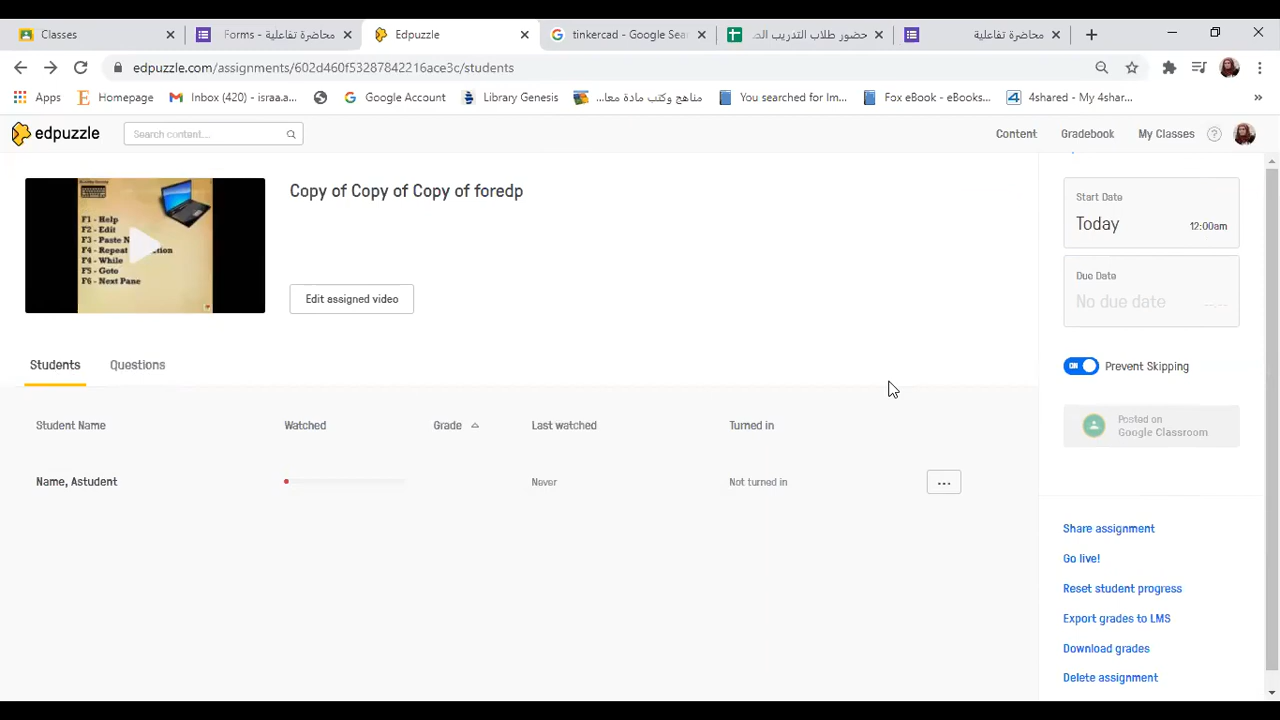 Classes
محاضرة تفاعلية - Forms
Edpuzzle
tinkercad - Google Sear
حضور طلاب التدريب الص
محاضرة تفاعلية
edpuzzle.com/assignments/602d460f53287842216ace3c/students
Apps
Homepage
Inbox (420) - israa.a...
Google Account
Library Genesis
مناهج وكتب مادة معا...
You searched for Im...
Fox eBook - eBooks...
4shared - My 4shar...
edpuzzle
Search content...
Content
Gradebook
My Classes
F1 - Help
F2 - Edit
F3 - Paste N
F4 - Repeat
F4 - While
F5 - Goto
F6 - Next Pane
Copy of Copy of Copy of foredp
Edit assigned video
Start Date
Today 12:00am
Due Date
No due date --:--
ON Prevent Skipping
Posted on
Google Classroom
Students
Questions
Student Name Watched Grade Last watched Turned in
Name, Astudent Never Not turned in ...
Share assignment
Go live!
Reset student progress
Export grades to LMS
Download grades
Delete assignment